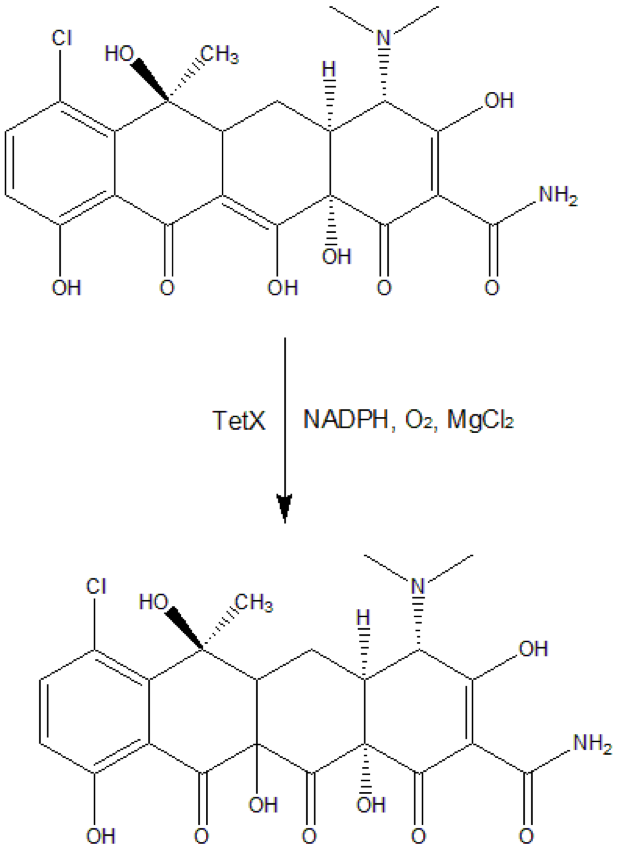 Cl
HO CH₃ N
H
OH
NH₂
OH
OH O OH O O
TetX NADPH, O₂, MgCl₂
Cl N
HO CH₃
H
OH
NH₂
OH OH
OH O O O O